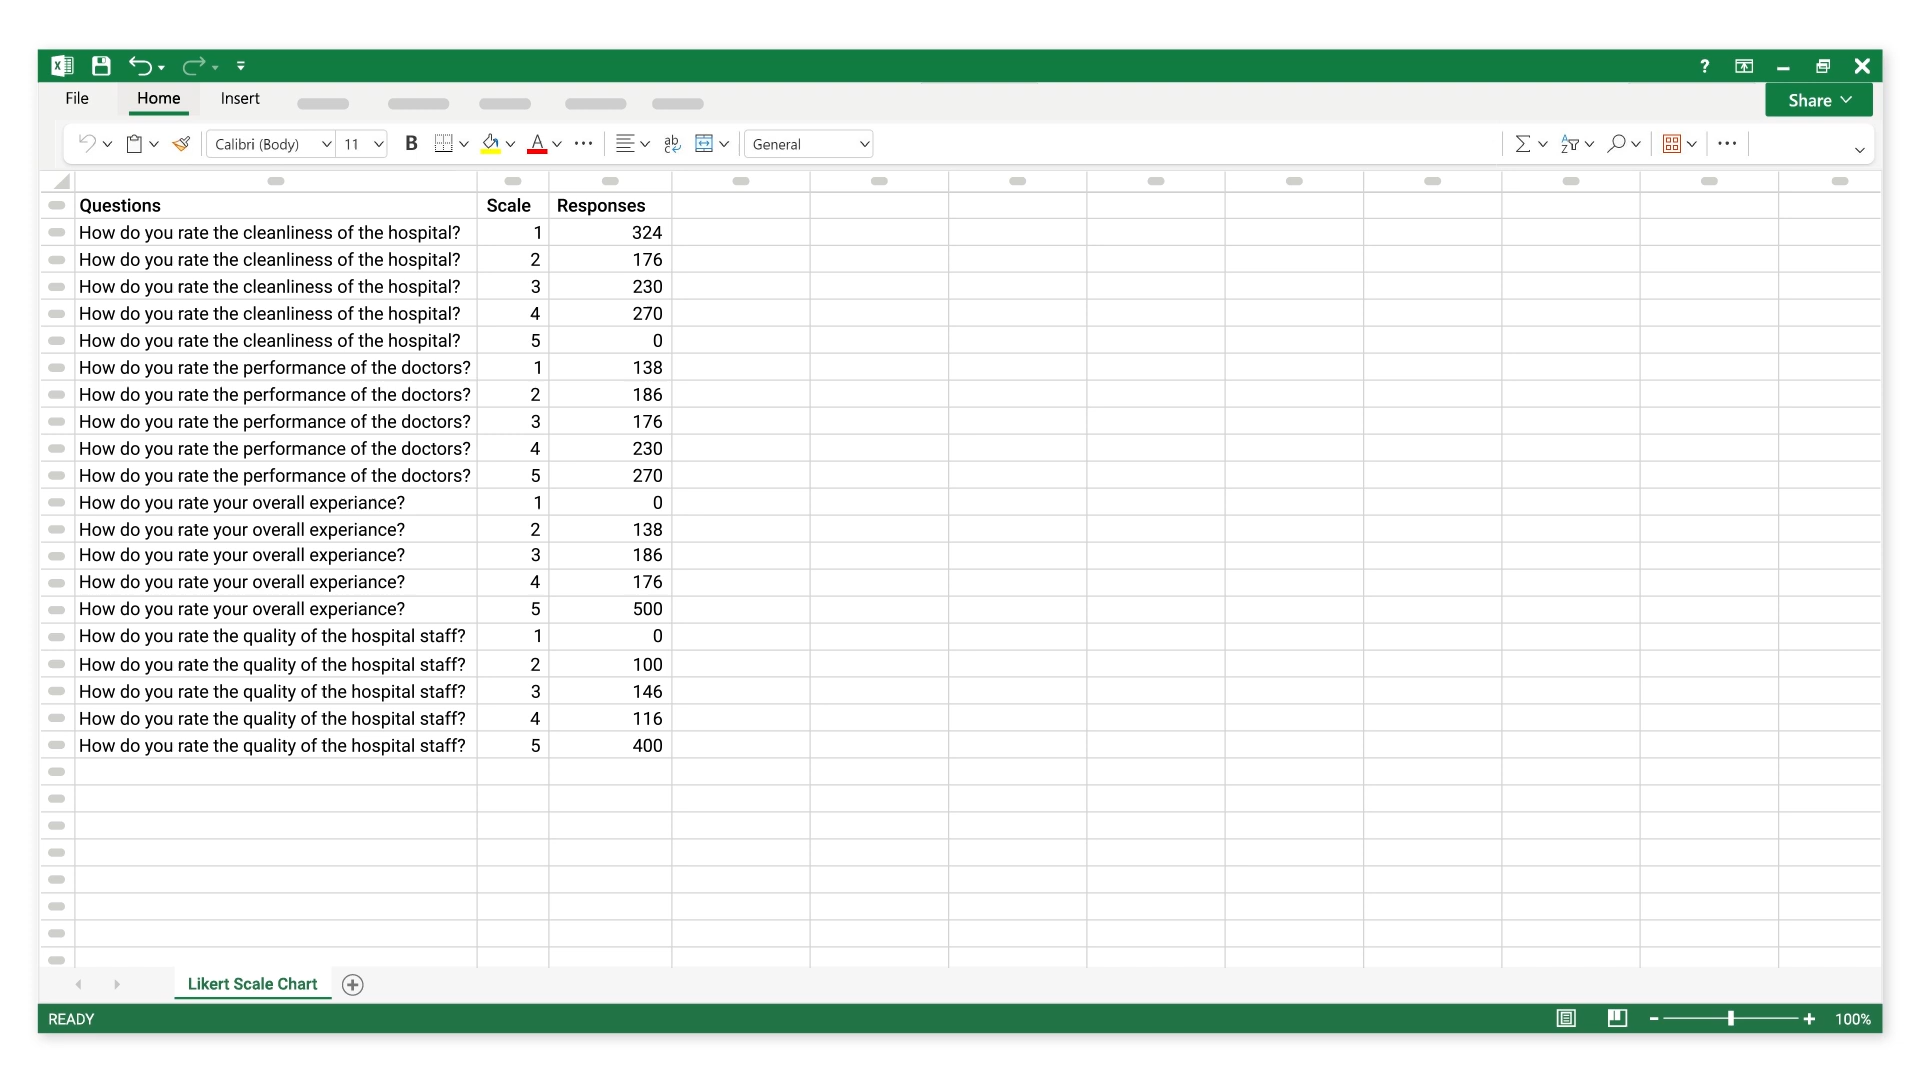 File Home Insert
Share
Calibri (Body) 11 B A ab c General Σ A Z
Questions Scale Responses
How do you rate the cleanliness of the hospital? 1 324
How do you rate the cleanliness of the hospital? 2 176
How do you rate the cleanliness of the hospital? 3 230
How do you rate the cleanliness of the hospital? 4 270
How do you rate the cleanliness of the hospital? 5 0
How do you rate the performance of the doctors? 1 138
How do you rate the performance of the doctors? 2 186
How do you rate the performance of the doctors? 3 176
How do you rate the performance of the doctors? 4 230
How do you rate the performance of the doctors? 5 270
How do you rate your overall experiance? 1 0
How do you rate your overall experiance? 2 138
How do you rate your overall experiance? 3 186
How do you rate your overall experiance? 4 176
How do you rate your overall experiance? 5 500
How do you rate the quality of the hospital staff? 1 0
How do you rate the quality of the hospital staff? 2 100
How do you rate the quality of the hospital staff? 3 146
How do you rate the quality of the hospital staff? 4 116
How do you rate the quality of the hospital staff? 5 400
Likert Scale Chart
READY 100%